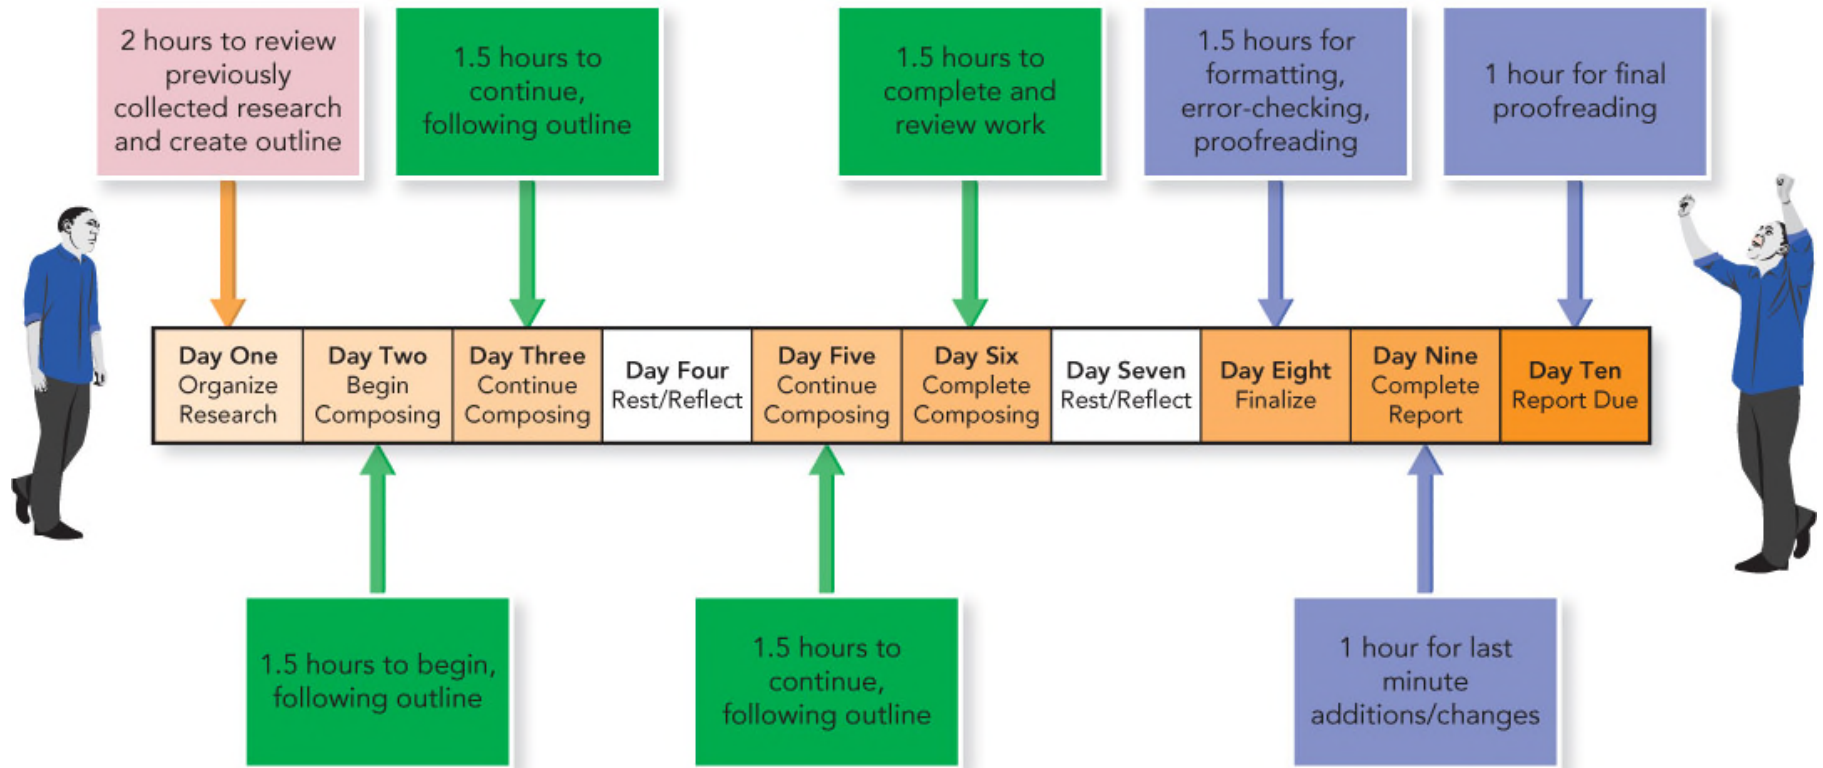 2 hours to review
previously
collected research
and create outline
1.5 hours to
continue,
following outline
1.5 hours to
complete and
review work
1.5 hours for
formatting,
error-checking,
proofreading
1 hour for final
proofreading
Day One
Organize
Research
Day Two
Begin
Composing
Day Three
Continue
Composing
Day Four
Rest/Reflect
Day Five
Continue
Composing
Day Six
Complete
Composing
Day Seven
Rest/Reflect
Day Eight
Finalize
Day Nine
Complete
Report
Day Ten
Report Due
1.5 hours to begin,
following outline
1.5 hours to
continue,
following outline
1 hour for last
minute
additions/changes